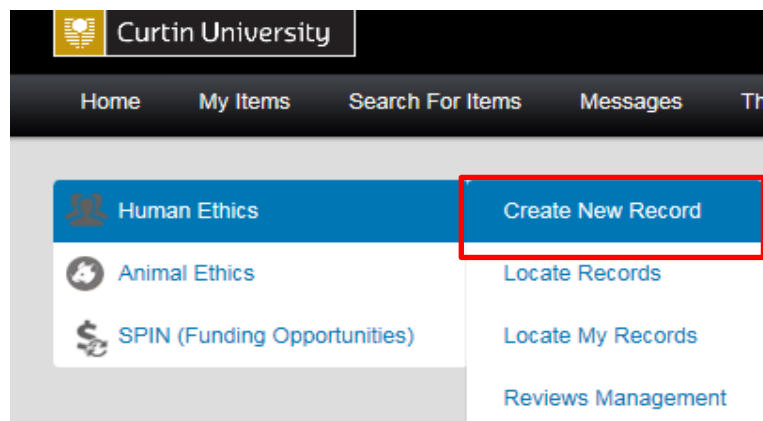 Curtin University
Home My Items Search For Items Messages Th
Human Ethics Create New Record
Animal Ethics Locate Records
SPIN (Funding Opportunities) Locate My Records
Reviews Management